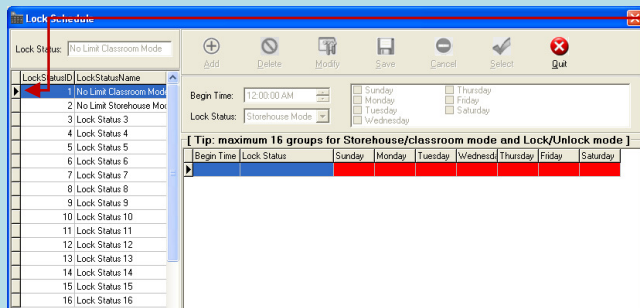 Lock Schedule
Lock Status: No Limit Classroom Mode
Add Delete Modify Save Cancel Select Quit
LockStatusID LockStatusName
1 No Limit Classroom Mode
2 No Limit Storehouse Moc
3 Lock Status 3
4 Lock Status 4
5 Lock Status 5
6 Lock Status 6
7 Lock Status 7
8 Lock Status 8
9 Lock Status 9
10 Lock Status 10
11 Lock Status 11
12 Lock Status 12
13 Lock Status 13
14 Lock Status 14
15 Lock Status 15
16 Lock Status 16
Begin Time: 12:00:00 AM
Lock Status: Storehouse Mode
Sunday Thursday
Monday Friday
Tuesday Saturday
Wednesday
[ Tip: maximum 16 groups for Storehouse/classroom mode and Lock/Unlock mode ]
Begin Time Lock Status Sunday Monday Tuesday Wednesd Thursday Friday Saturday